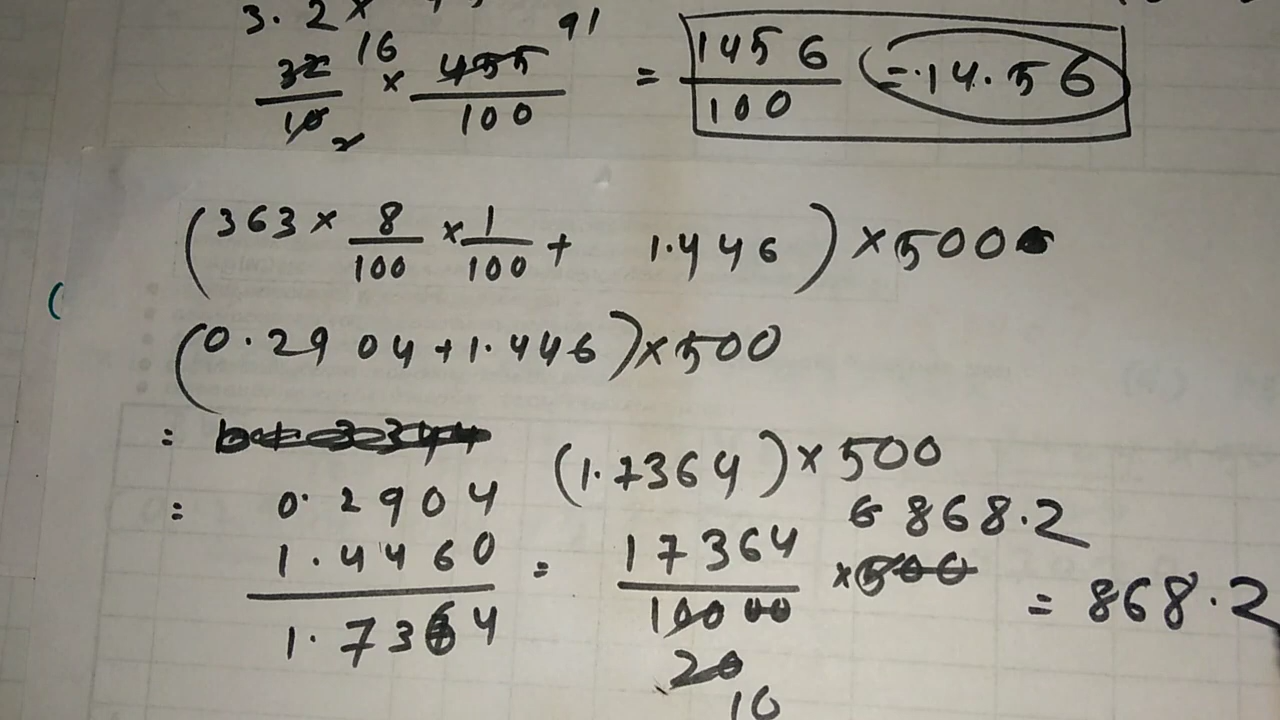 3.2 ×
32/10 16 2 × 455/100 91 = 1456/100 = 14.56
(363 × 8/100 × 1/100 + 1.446) × 500
(0.2904 + 1.446) × 500
=
(1.7364) × 500
= 0.2904
1.4460
1.7364
= 17364/10000 × 500 868.2 = 868.2
20
10